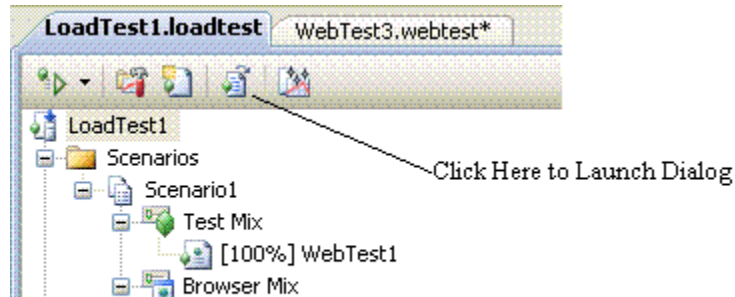 LoadTest1.loadtest WebTest3.webtest*
LoadTest1
Scenarios
Click Here to Launch Dialog
Scenario1
Test Mix
[100%] WebTest1
Browser Mix